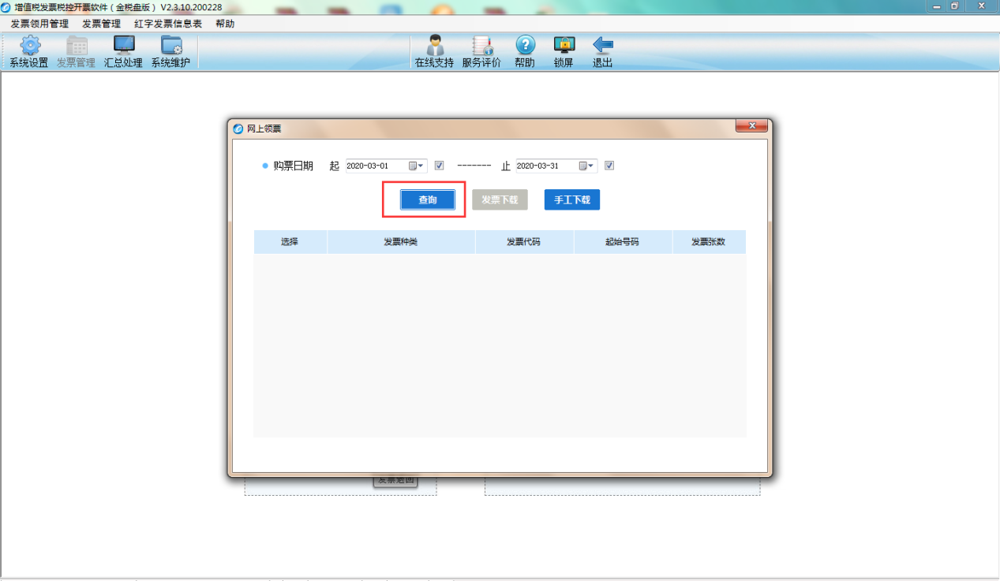 增值税发票税控开票软件（金税盘版）V2.3.10.200228
发票领用管理 发票管理 红字发票信息表 帮助
系统设置 发票管理 汇总处理 系统维护 在线支持 服务评价 帮助 锁屏 退出
网上领票
购票日期 起 2020-03-01 ------- 止 2020-03-31
查询 发票下载 手工下载
选择 发票种类 发票代码 起始号码 发票张数
发票退回